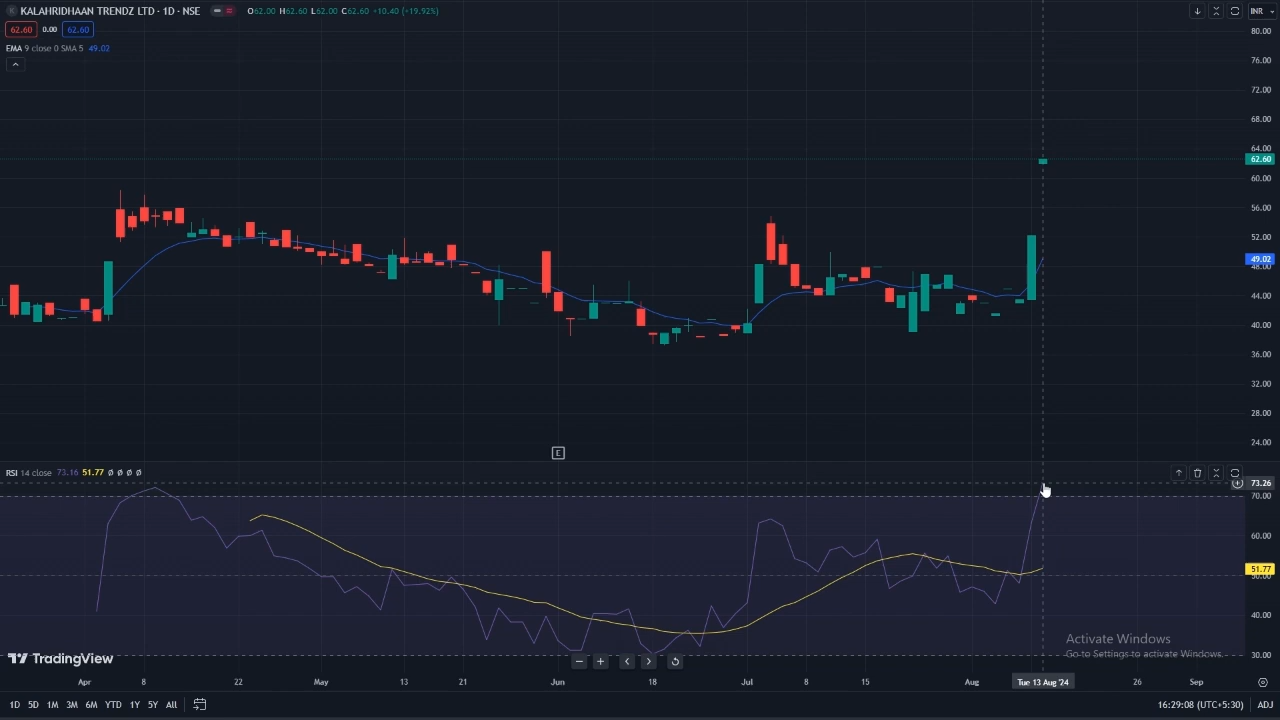 KALAHRIDHAAN TRENDZ LTD · 1D · NSE O62.00 H62.60 L62.00 C62.60 +10.40 (+19.92%) INR
62.60 0.00 62.60
EMA 9 close 0 SMA 5 49.02
80.00
76.00
72.00
68.00
64.00
62.60
60.00
56.00
52.00
49.02
48.00
44.00
40.00
36.00
32.00
28.00
24.00
E
RSI 14 close 73.16 51.77 Ø Ø Ø Ø
73.26
70.00
60.00
51.77
50.00
40.00
30.00
Activate Windows
Go to Settings to activate Windows.
TradingView
Apr 8 22 May 13 21 Jun 18 Jul 8 15 Aug Tue 13 Aug '24 26 Sep
1D 5D 1M 3M 6M YTD 1Y 5Y All 16:29:08 (UTC+5:30) ADJ